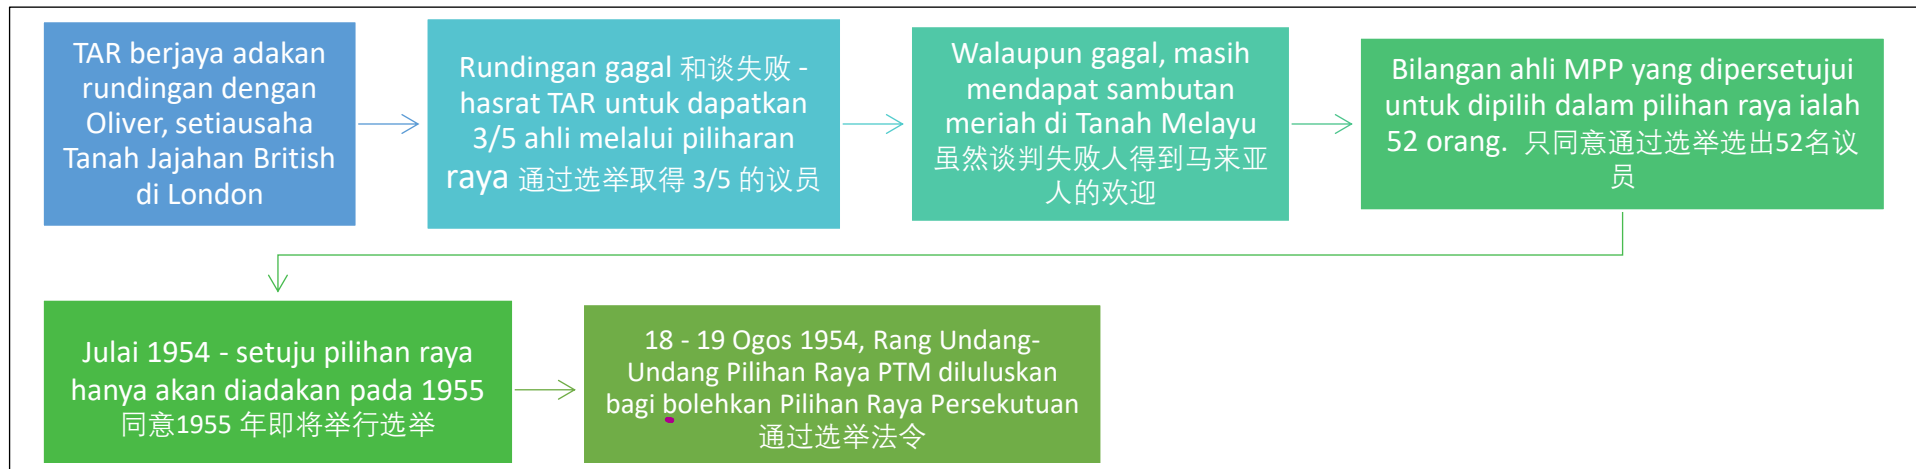 TAR berjaya adakan
rundingan dengan
Oliver, setiausaha
Tanah Jajahan British
di London
Rundingan gagal 和谈失败 -
hasrat TAR untuk dapatkan
3/5 ahli melalui piliharan
raya 通过选举取得 3/5 的议员
Walaupun gagal, masih
mendapat sambutan
meriah di Tanah Melayu
虽然谈判失败人得到马来亚
人的欢迎
Bilangan ahli MPP yang dipersetujui
untuk dipilih dalam pilihan raya ialah
52 orang. 只同意通过选举选出52名议
员
Julai 1954 - setuju pilihan raya
hanya akan diadakan pada 1955
同意1955 年即将举行选举
18 - 19 Ogos 1954, Rang Undang-
Undang Pilihan Raya PTM diluluskan
bagi bolehkan Pilihan Raya Persekutuan
通过选举法令